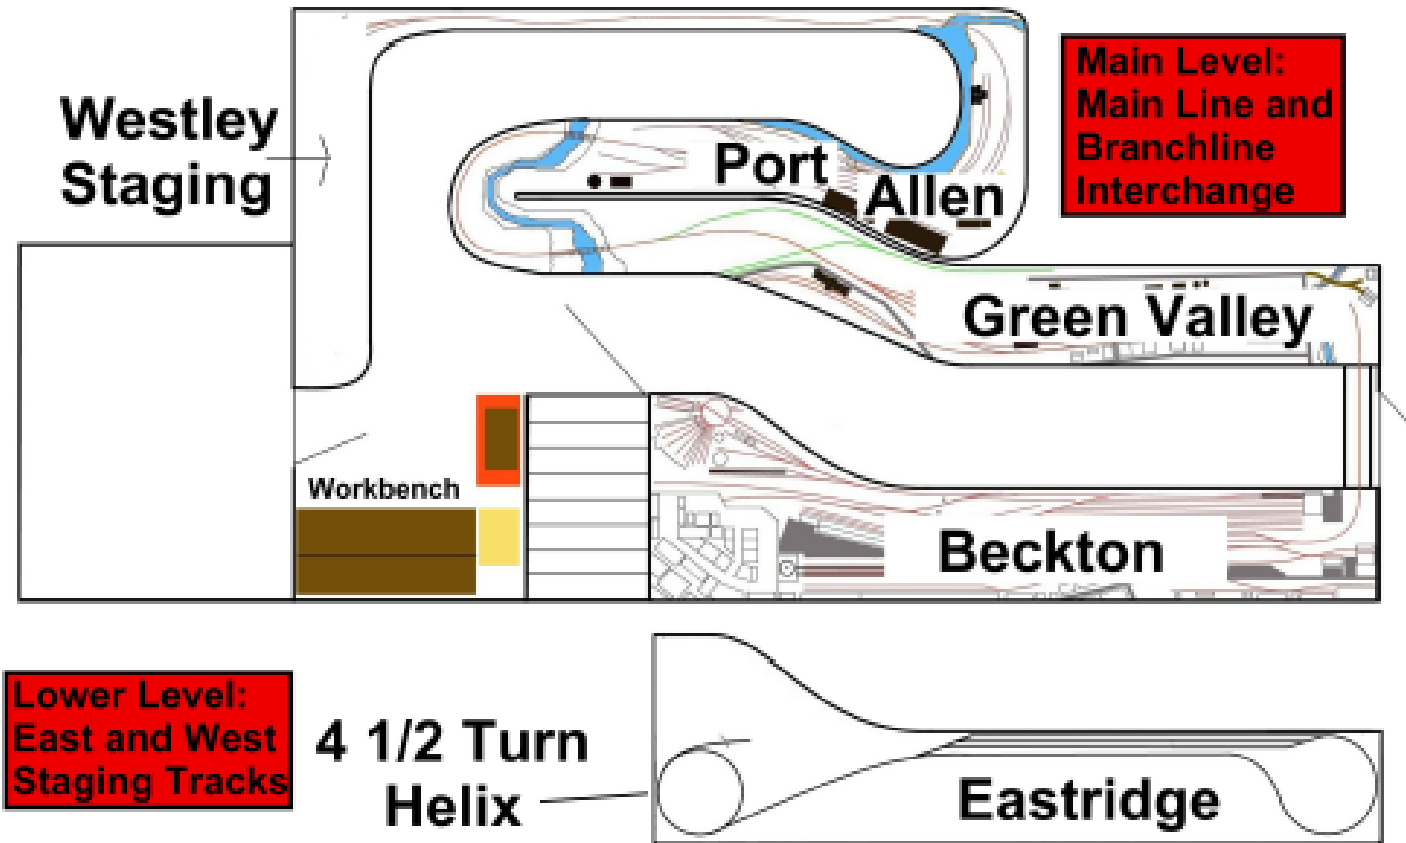 Westley
Staging
Main Level:
Main Line and
Branchline
Interchange
Port
Allen
Green Valley
Workbench
Beckton
Lower Level:
East and West
Staging Tracks
4 1/2 Turn
Helix
Eastridge